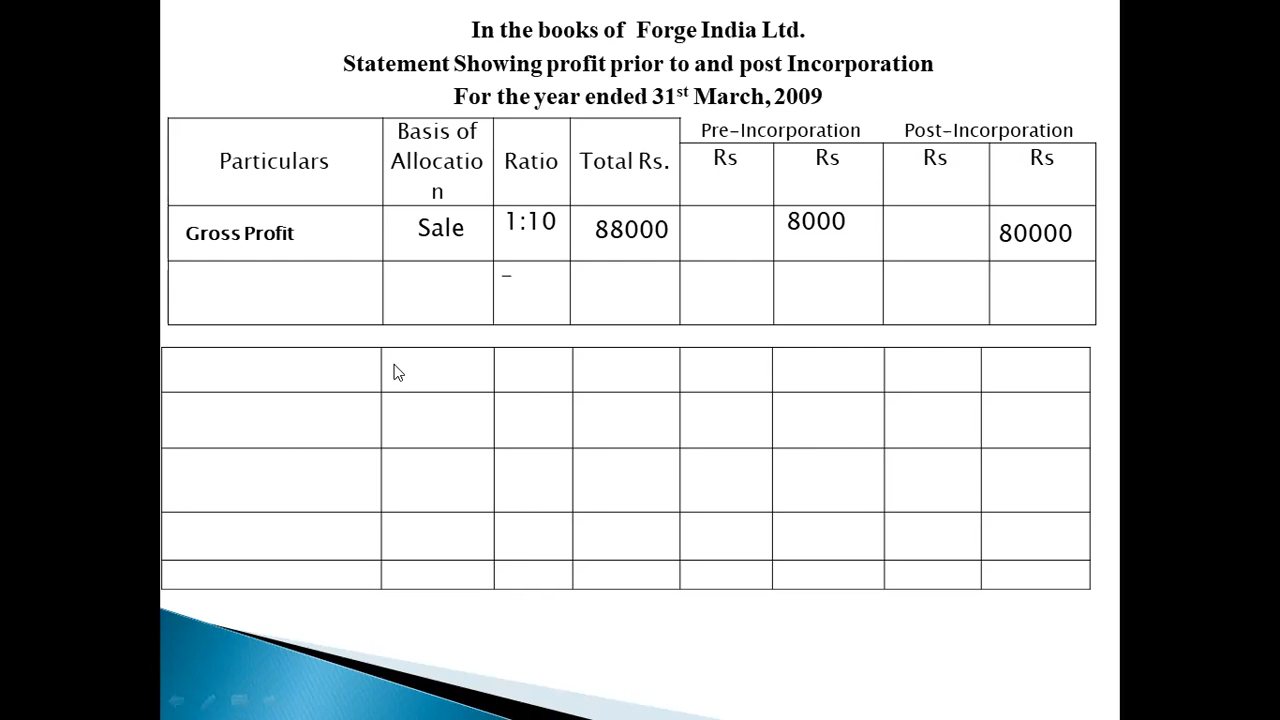 In the books of Forge India Ltd.
Statement Showing profit prior to and post Incorporation
For the year ended 31st March, 2009
Particulars Basis of Allocatio n Ratio Total Rs. Pre-Incorporation Post-Incorporation
Rs Rs Rs Rs
Gross Profit Sale 1:10 88000 8000 80000
–